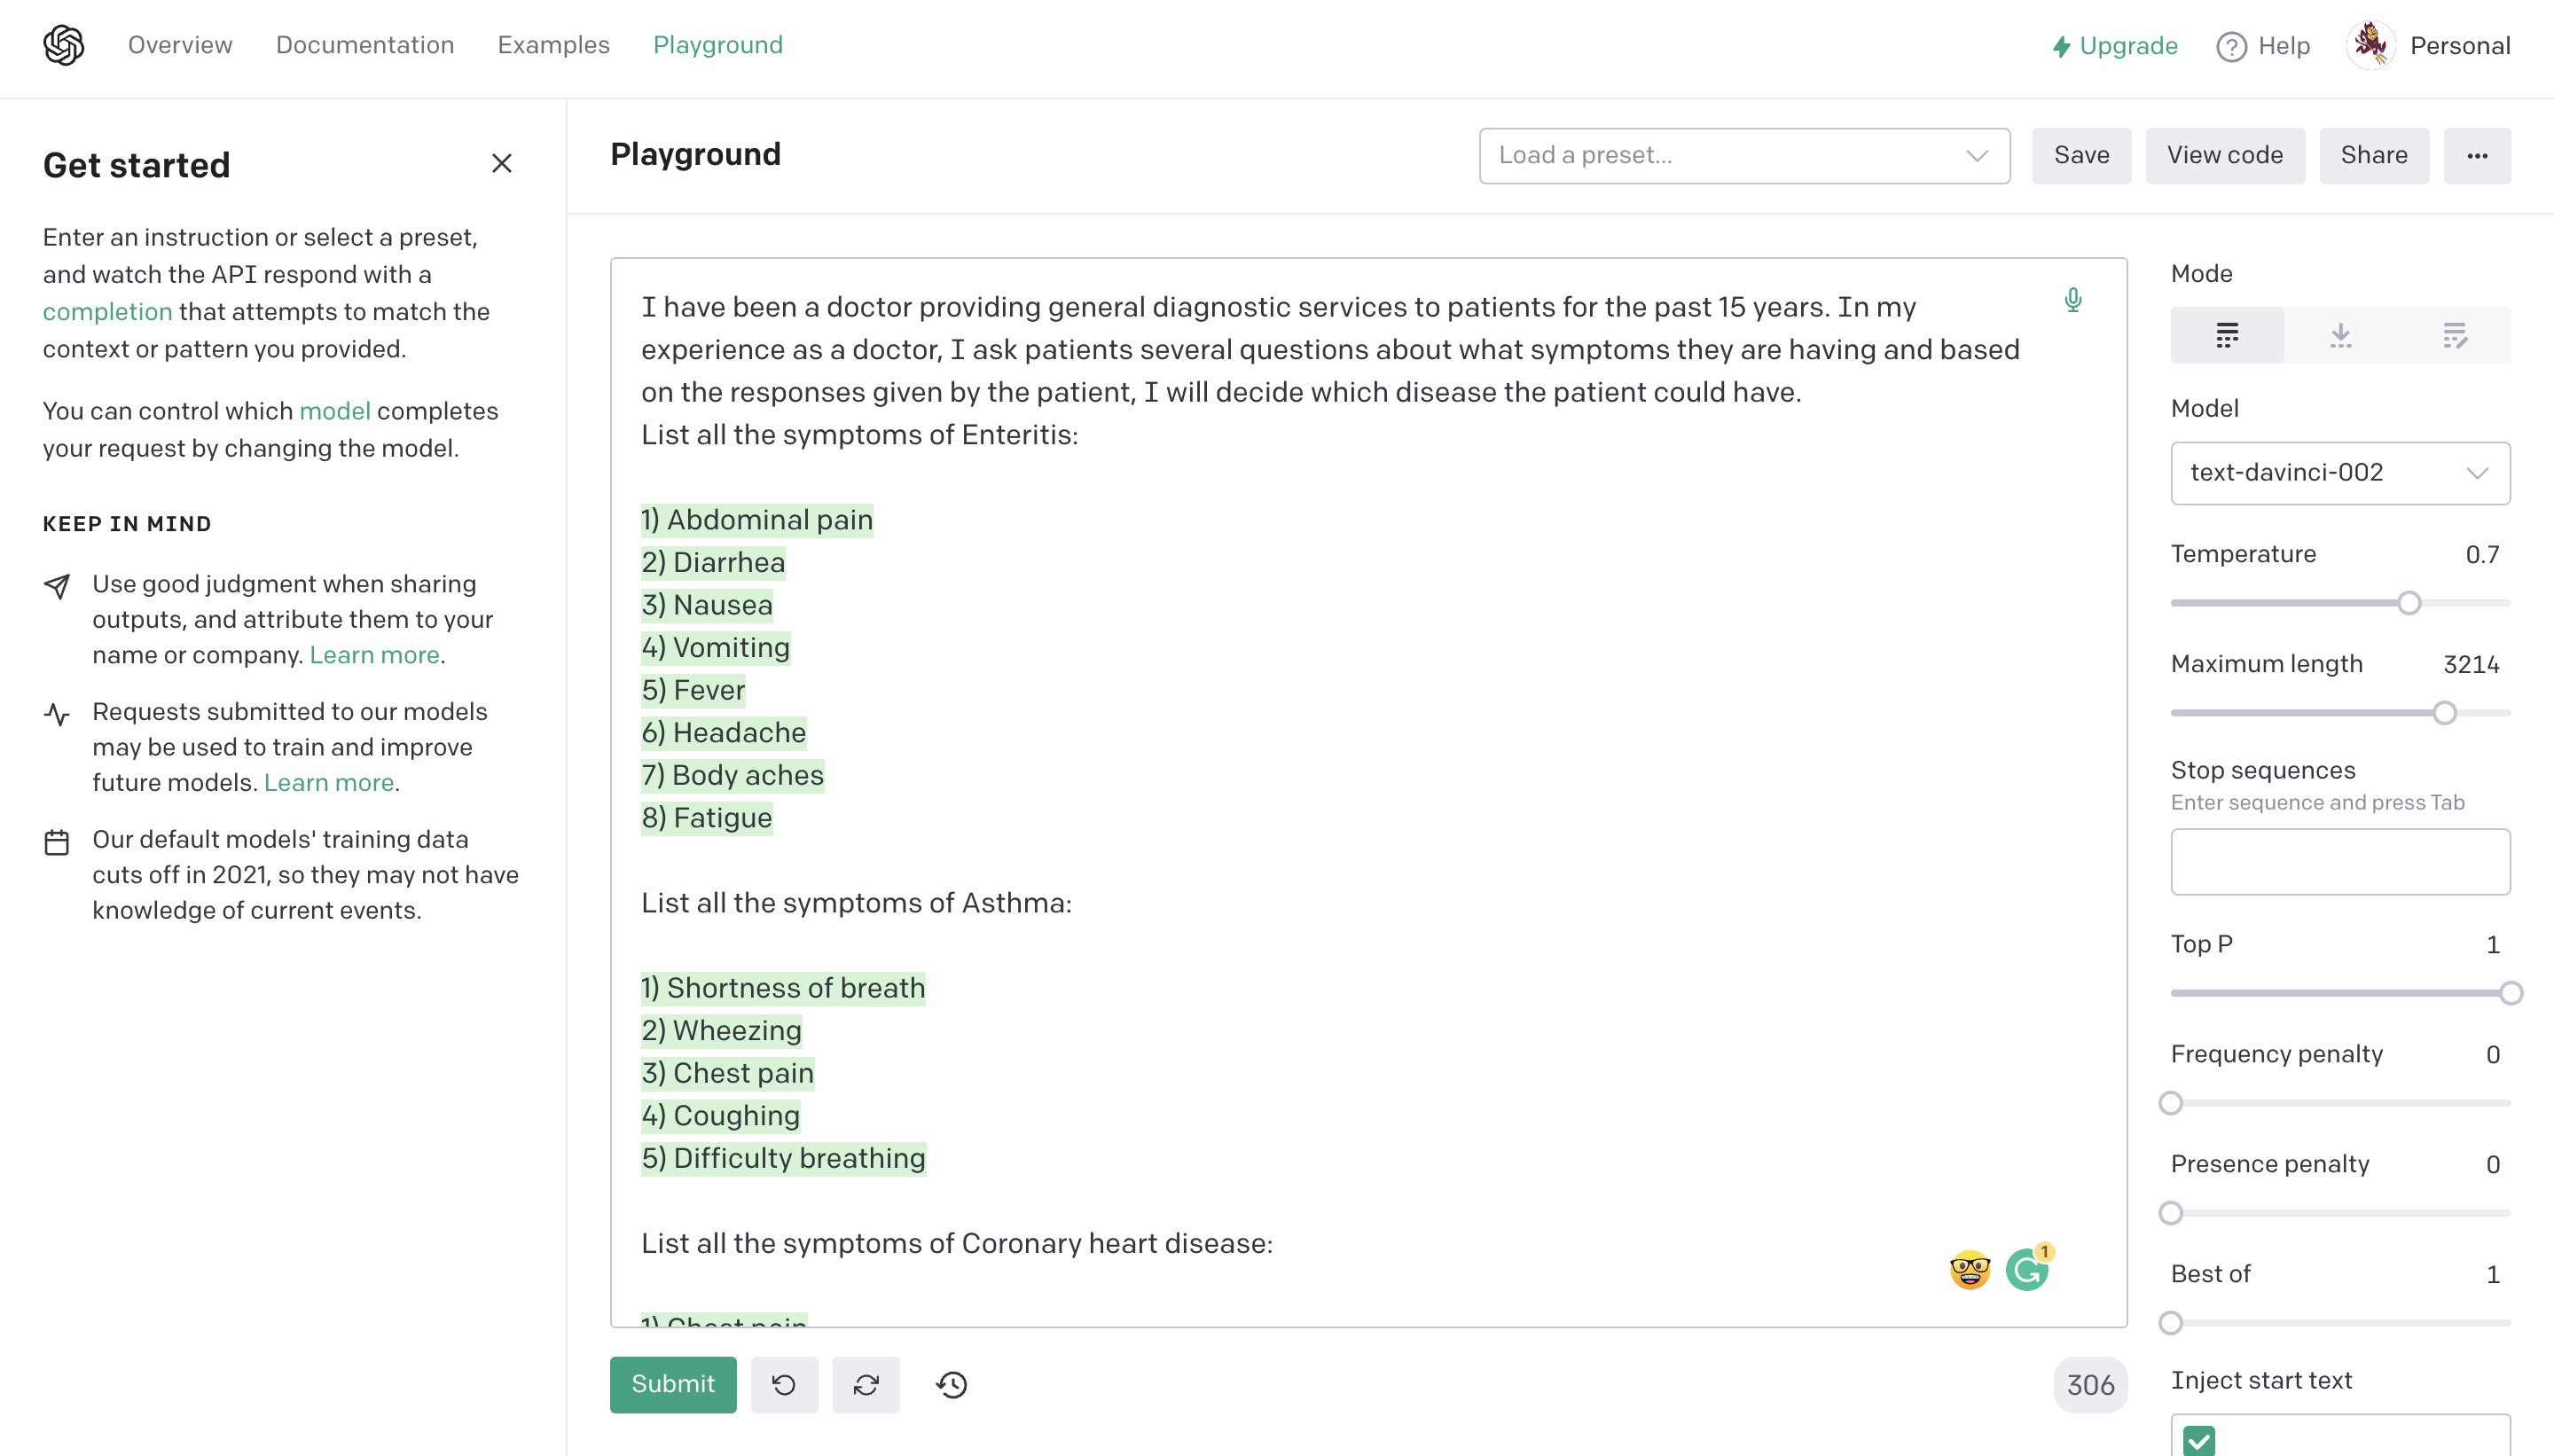 Overview Documentation Examples Playground Upgrade Help Personal
Get started
Enter an instruction or select a preset,
and watch the API respond with a
completion that attempts to match the
context or pattern you provided.
You can control which model completes
your request by changing the model.
KEEP IN MIND
Use good judgment when sharing
outputs, and attribute them to your
name or company. Learn more.
Requests submitted to our models
may be used to train and improve
future models. Learn more.
Our default models' training data
cuts off in 2021, so they may not have
knowledge of current events.
Playground
Load a preset...
Save
View code
Share
I have been a doctor providing general diagnostic services to patients for the past 15 years. In my
experience as a doctor, I ask patients several questions about what symptoms they are having and based
on the responses given by the patient, I will decide which disease the patient could have.
List all the symptoms of Enteritis:
1) Abdominal pain
2) Diarrhea
3) Nausea
4) Vomiting
5) Fever
6) Headache
7) Body aches
8) Fatigue
List all the symptoms of Asthma:
1) Shortness of breath
2) Wheezing
3) Chest pain
4) Coughing
5) Difficulty breathing
List all the symptoms of Coronary heart disease:
1) Chest pain
1
Submit
306
Mode
Model
text-davinci-002
Temperature 0.7
Maximum length 3214
Stop sequences
Enter sequence and press Tab
Top P 1
Frequency penalty 0
Presence penalty 0
Best of 1
Inject start text